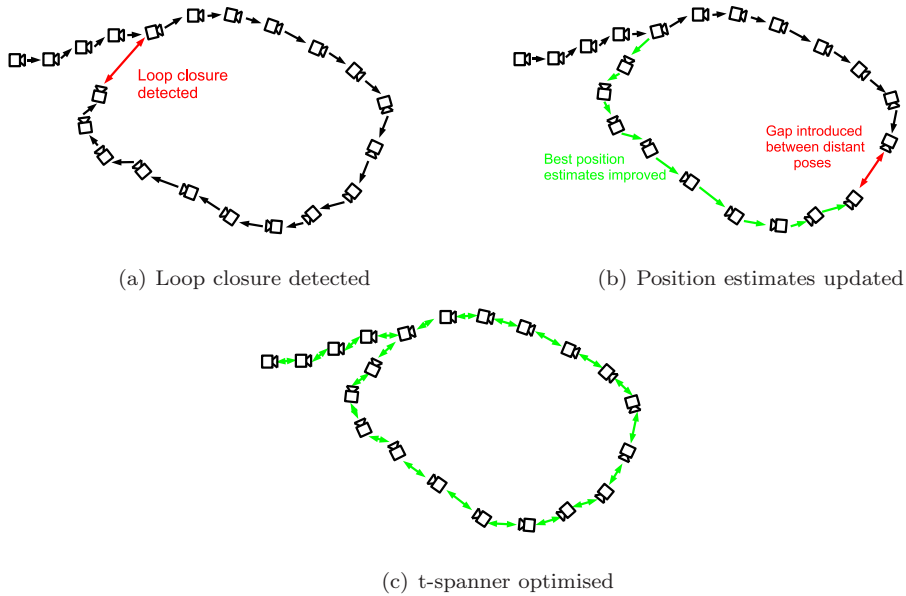 Loop closure
detected
Gap introduced
between distant
poses
Best position
estimates improved
(a) Loop closure detected
(b) Position estimates updated
(c) t-spanner optimised